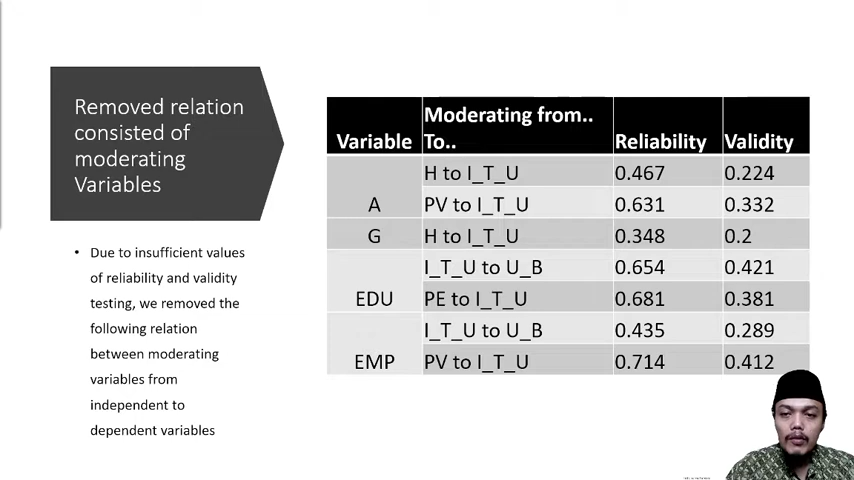 Removed relation
consisted of
moderating
Variables
• Due to insufficient values
of reliability and validity
testing, we removed the
following relation
between moderating
variables from
independent to
dependent variables
Variable Moderating from.. To.. Reliability Validity
A H to I_T_U 0.467 0.224
PV to I_T_U 0.631 0.332
G H to I_T_U 0.348 0.2
EDU I_T_U to U_B 0.654 0.421
PE to I_T_U 0.681 0.381
EMP I_T_U to U_B 0.435 0.289
PV to I_T_U 0.714 0.412